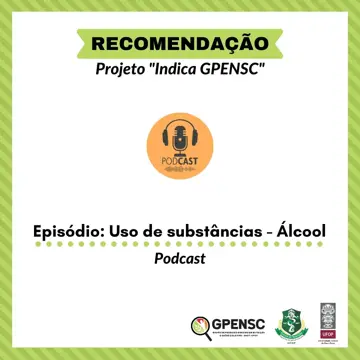 RECOMENDAÇÃO
Projeto "Indica GPENSC"
PODCAST
Episódio: Uso de substâncias - Álcool
Podcast
GPENSC
UFOP